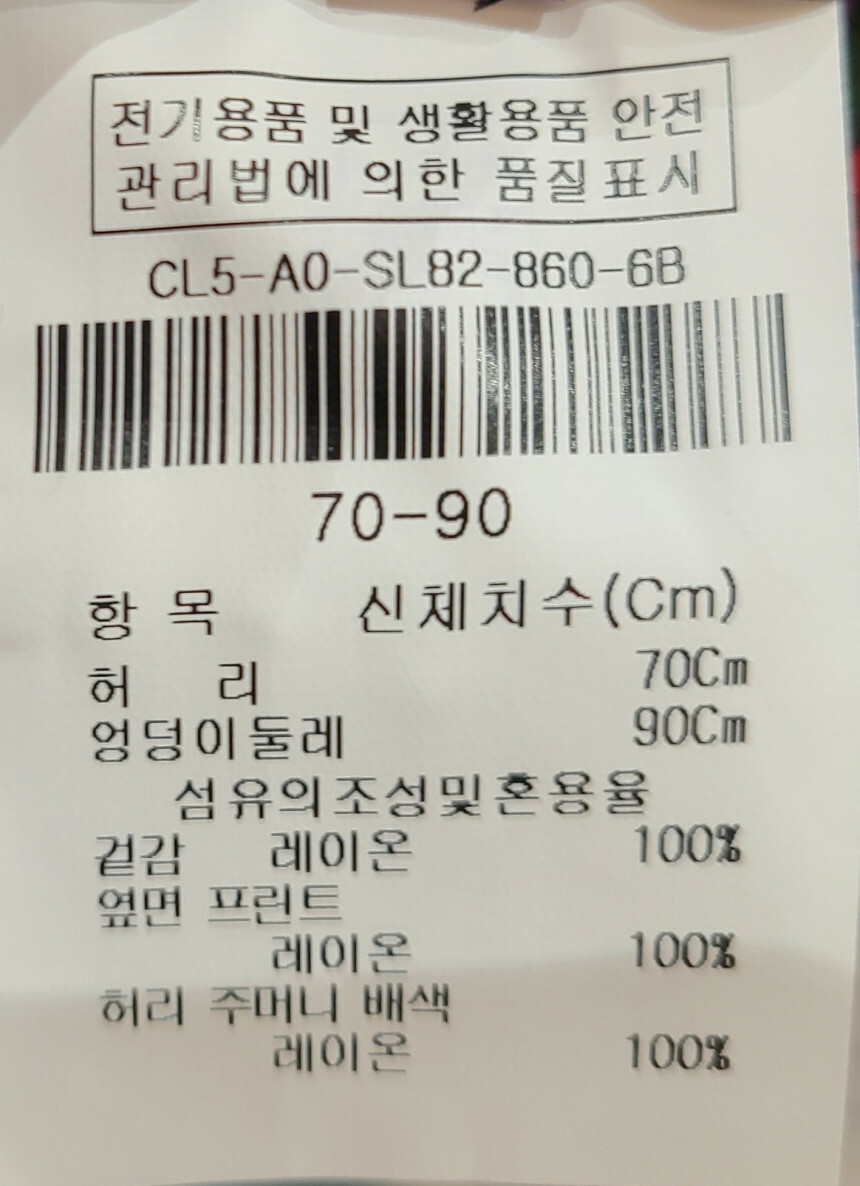 전기용품 및 생활용품 안전
관리법에 의한 품질표시
CL5-A0-SL82-860-6B
70-90
항 목 신체치수(Cm)
허 리 70Cm
엉덩이둘레 90Cm
섬유의조성및혼용율
겉감 레이온 100%
옆면 프린트
레이온 100%
허리 주머니 배색
레이온 100%